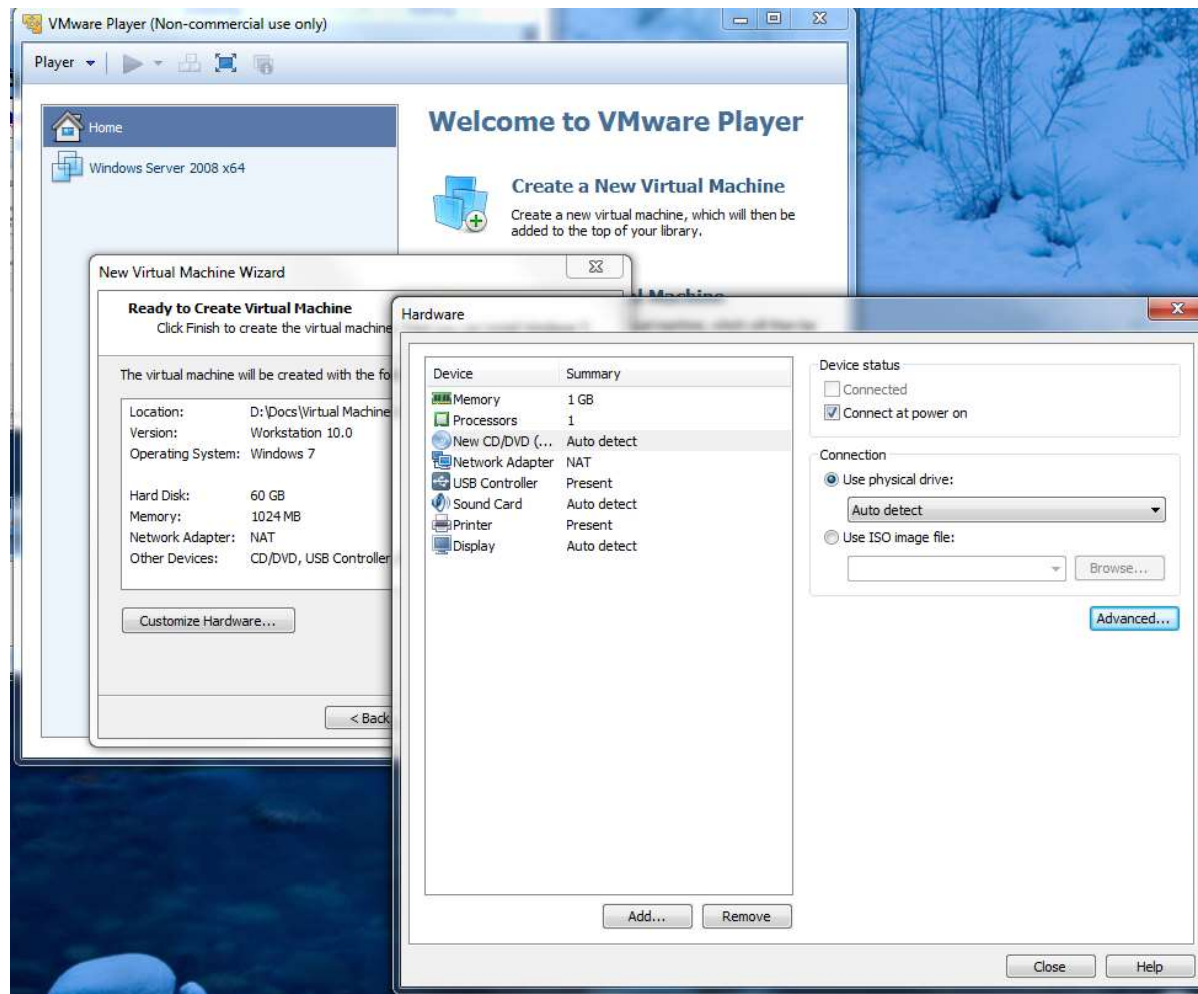 VMware Player (Non-commercial use only)
Player
Home
Windows Server 2008 x64
Welcome to VMware Player
Create a New Virtual Machine
Create a new virtual machine, which will then be
added to the top of your library.
New Virtual Machine Wizard
Ready to Create Virtual Machine
Click Finish to create the virtual machine
The virtual machine will be created with the fo
Location: D:\Docs\Virtual Machine
Version: Workstation 10.0
Operating System: Windows 7
Hard Disk: 60 GB
Memory: 1024 MB
Network Adapter: NAT
Other Devices: CD/DVD, USB Controller
Customize Hardware...
< Back
Hardware
Device Summary
Memory 1 GB
Processors 1
New CD/DVD (... Auto detect
Network Adapter NAT
USB Controller Present
Sound Card Auto detect
Printer Present
Display Auto detect
Add... Remove
Device status
Connected
Connect at power on
Connection
Use physical drive:
Auto detect
Use ISO image file:
Browse...
Advanced...
Close Help